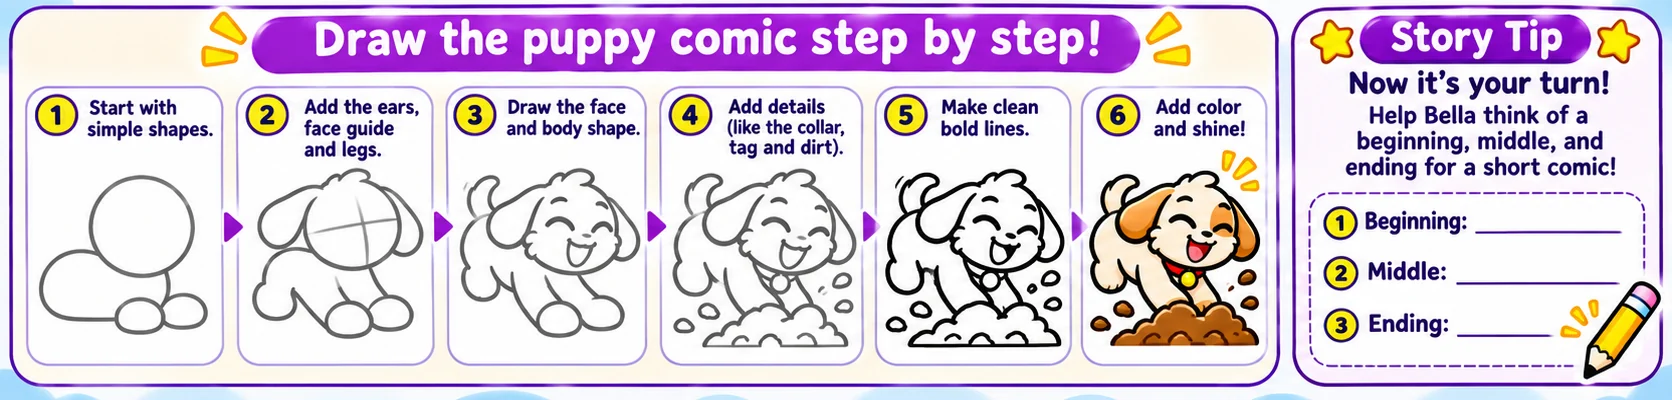 Draw the puppy comic step by step!
1 Start with
simple shapes.
2 Add the ears,
face guide
and legs.
3 Draw the face
and body shape.
4 Add details
(like the collar,
tag and dirt).
5 Make clean
bold lines.
6 Add color
and shine!
Story Tip
Now it's your turn!
Help Bella think of a
beginning, middle, and
ending for a short comic!
1 Beginning:
2 Middle:
3 Ending: